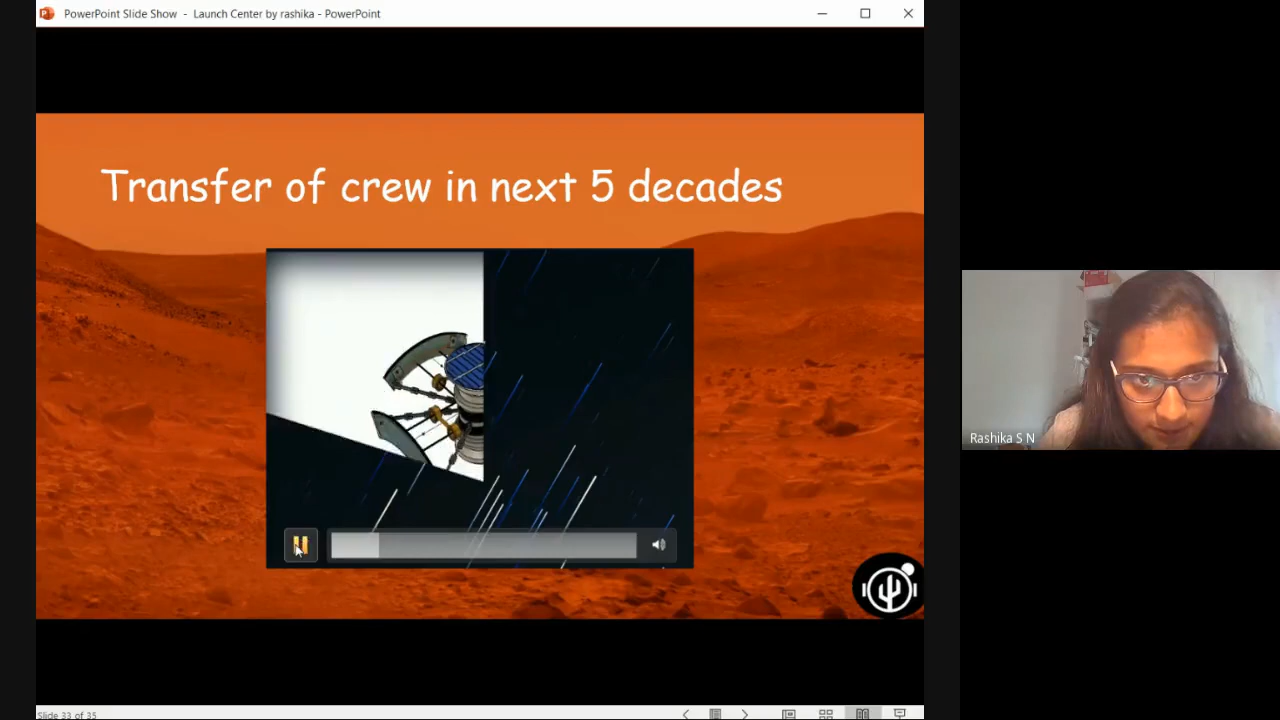 PowerPoint Slide Show - Launch Center by rashika - PowerPoint
Transfer of crew in next 5 decades
Rashika S N
Slide 33 of 35